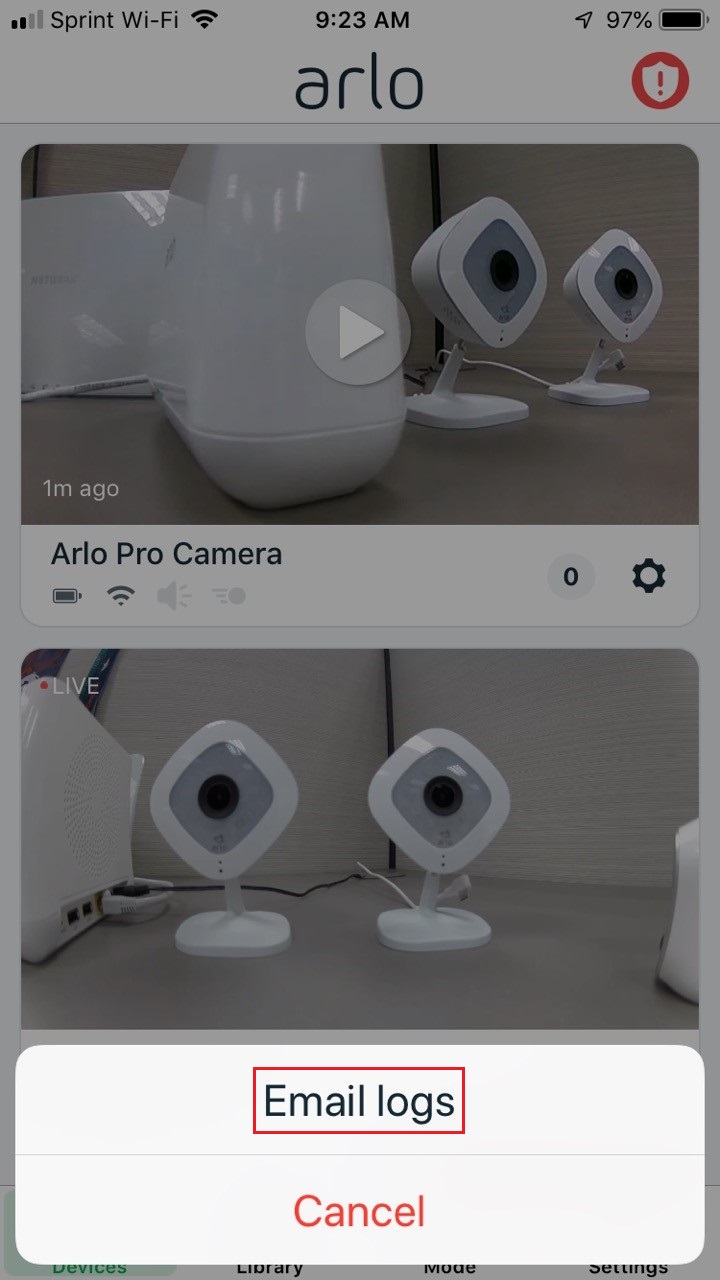 Sprint Wi-Fi 9:23 AM 97%
arlo
NETGEAR
1m ago
Arlo Pro Camera
0
LIVE
Email logs
Cancel
Devices Library Mode Settings